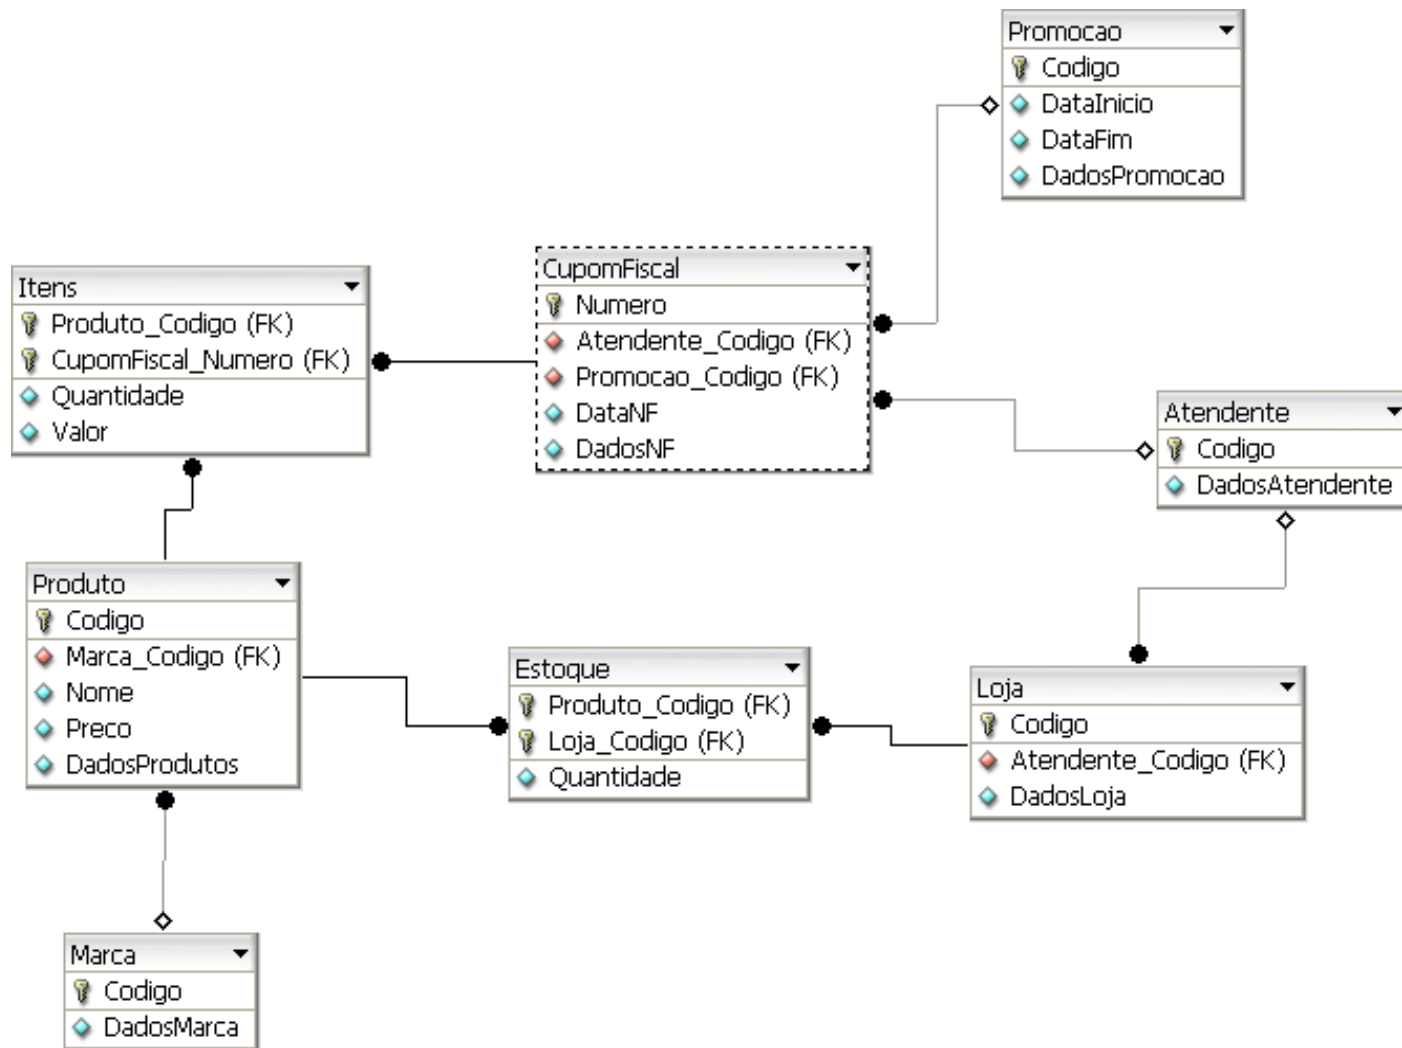 Promocao
Codigo
DataInicio
DataFim
DadosPromocao
Itens
Produto_Codigo (FK)
CupomFiscal_Numero (FK)
Quantidade
Valor
CupomFiscal
Numero
Atendente_Codigo (FK)
Promocao_Codigo (FK)
DataNF
DadosNF
Atendente
Codigo
DadosAtendente
Produto
Codigo
Marca_Codigo (FK)
Nome
Preco
DadosProdutos
Estoque
Produto_Codigo (FK)
Loja_Codigo (FK)
Quantidade
Loja
Codigo
Atendente_Codigo (FK)
DadosLoja
Marca
Codigo
DadosMarca